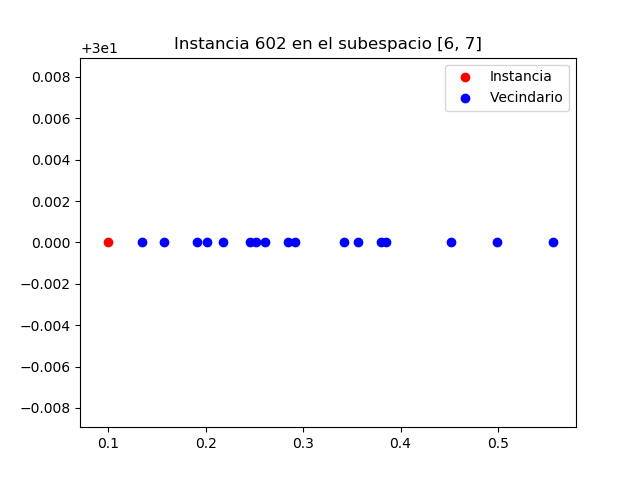 Instancia 602 en el subespacio [6, 7]
+3e1
0.008
0.006
0.004
0.002
0.000
−0.002
−0.004
−0.006
−0.008
0.1 0.2 0.3 0.4 0.5
Instancia
Vecindario